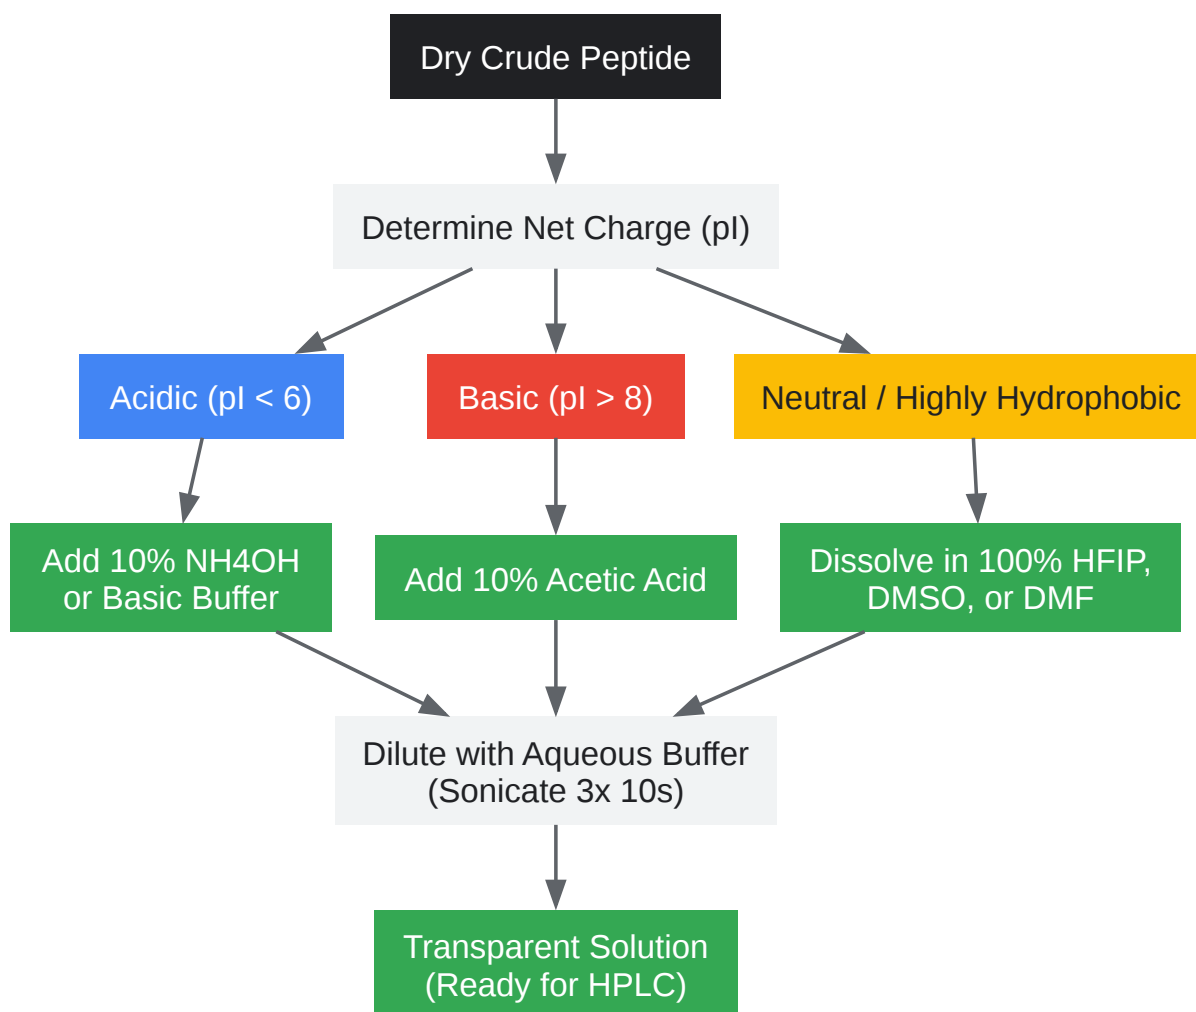 Dry Crude Peptide
Determine Net Charge (pI)
Acidic (pI < 6)
Basic (pI > 8)
Neutral / Highly Hydrophobic
Add 10% NH4OH
or Basic Buffer
Add 10% Acetic Acid
Dissolve in 100% HFIP,
DMSO, or DMF
Dilute with Aqueous Buffer
(Sonicate 3x 10s)
Transparent Solution
(Ready for HPLC)